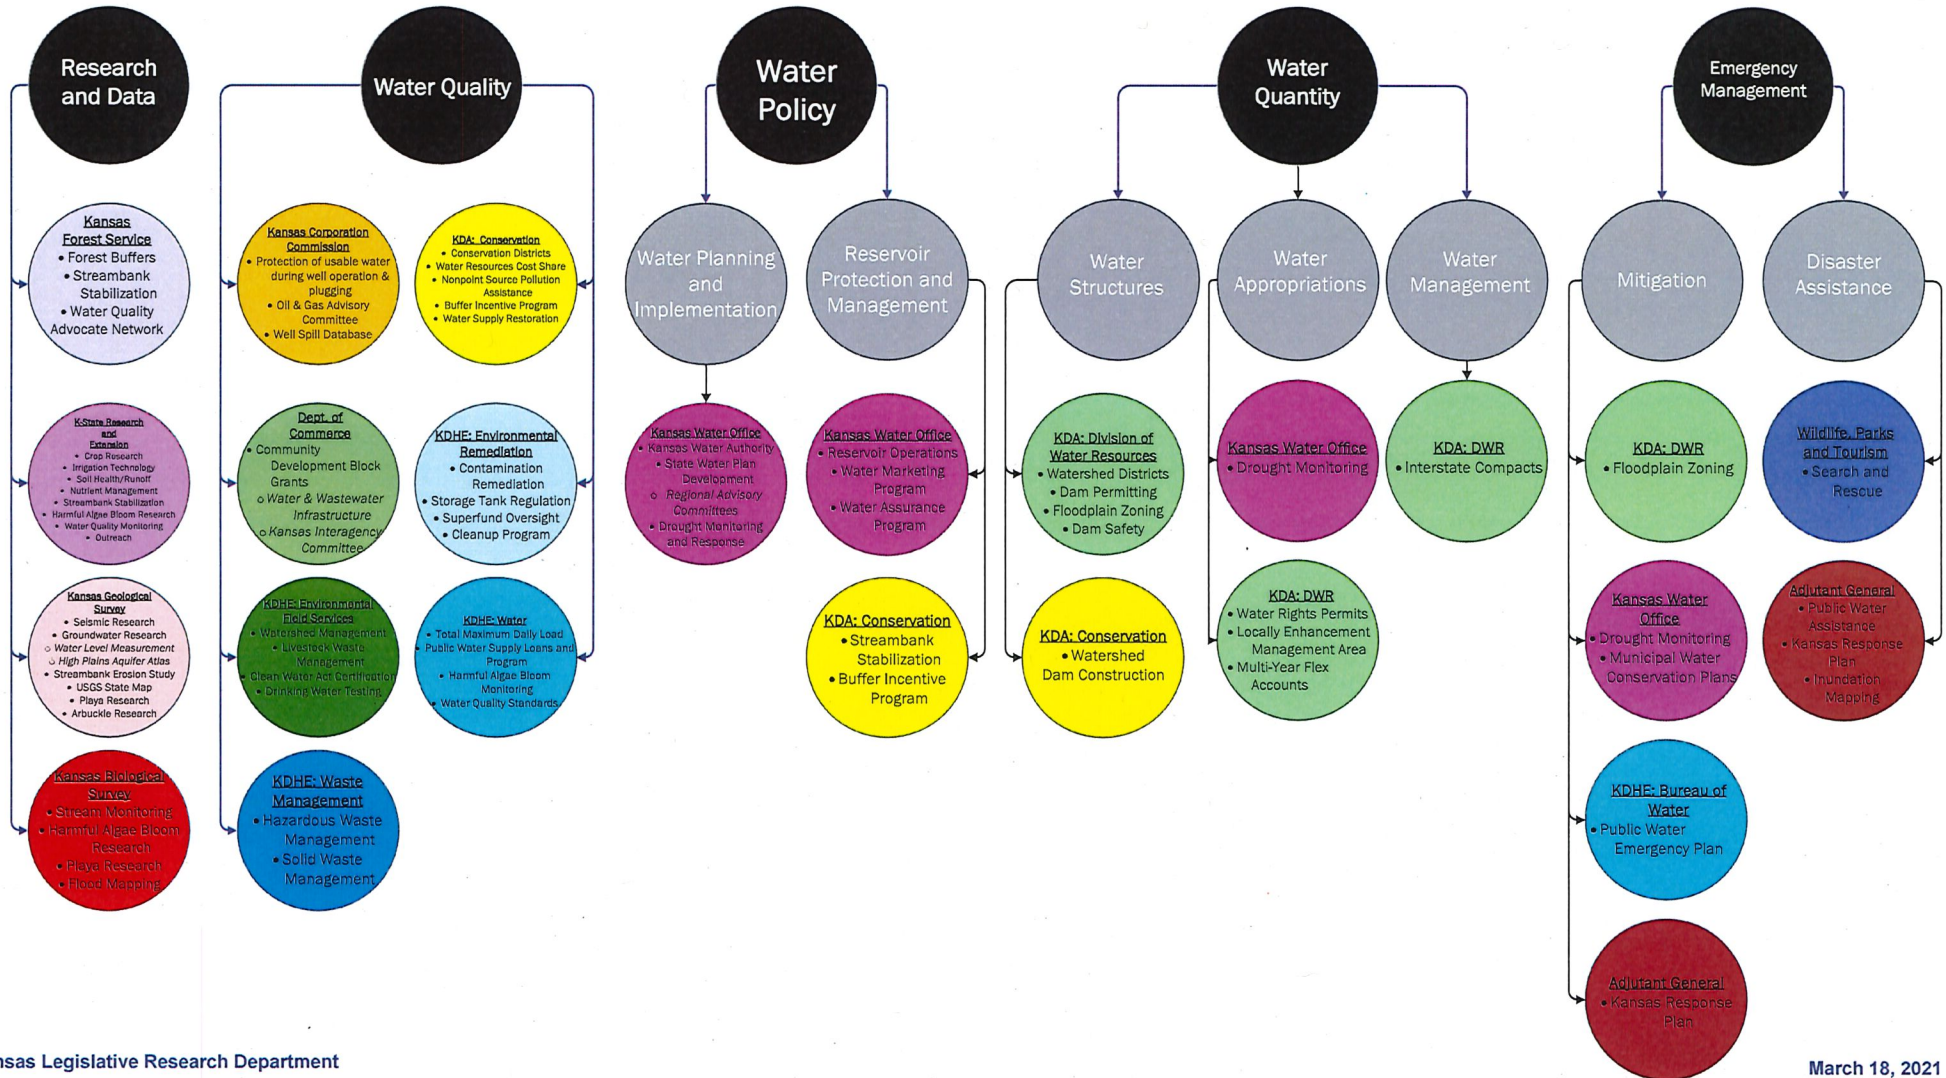 Research
and Data
Water Quality
Water
Policy
Water
Quantity
Emergency
Management
Kansas
Forest Service
• Forest Buffers
• Streambank
Stabilization
• Water Quality
Advocate Network
K-State Research
and
Extension
• Crop Research
• Irrigation Technology
• Soil Health/Runoff
• Nutrient Management
• Streambank Stabilization
• Harmful Algae Bloom Research
• Water Quality Monitoring
• Outreach
Kansas Geological
Survey
• Seismic Research
• Groundwater Research
○ Water Level Measurement
○ High Plains Aquifer Atlas
• Streambank Erosion Study
• USGS State Map
• Playa Research
• Arbuckle Research
Kansas Biological
Survey
• Stream Monitoring
• Harmful Algae Bloom
Research
• Playa Research
• Flood Mapping
Kansas Corporation
Commission
• Protection of usable water
during well operation &
plugging
• Oil & Gas Advisory
Committee
• Well Spill Database
KDA: Conservation
• Conservation Districts
• Water Resources Cost Share
• Nonpoint Source Pollution
Assistance
• Buffer Incentive Program
• Water Supply Restoration
Dept. of
Commerce
• Community
Development Block
Grants
○ Water & Wastewater
Infrastructure
○ Kansas Interagency
Committee
KDHE: Environmental
Remediation
• Contamination
Remediation
• Storage Tank Regulation
• Superfund Oversight
• Cleanup Program
KDHE: Environmental
Field Services
• Watershed Management
• Livestock Waste
Management
• Clean Water Act Certification
• Drinking Water Testing
KDHE: Water
• Total Maximum Daily Load
• Public Water Supply Loans and
Program
• Harmful Algae Bloom
Monitoring
• Water Quality Standards
KDHE: Waste
Management
• Hazardous Waste
Management
• Solid Waste
Management
Water Planning
and
Implementation
Reservoir
Protection and
Management
Kansas Water Office
• Kansas Water Authority
• State Water Plan
Development
○ Regional Advisory
Committees
• Drought Monitoring
and Response
Kansas Water Office
• Reservoir Operations
• Water Marketing
Program
• Water Assurance
Program
KDA: Conservation
• Streambank
Stabilization
• Buffer Incentive
Program
Water
Structures
Water
Appropriations
Water
Management
KDA: Division of
Water Resources
• Watershed Districts
• Dam Permitting
• Floodplain Zoning
• Dam Safety
KDA: Conservation
• Watershed
Dam Construction
Kansas Water Office
• Drought Monitoring
KDA: DWR
• Water Rights Permits
• Locally Enhancement
Management Area
• Multi-Year Flex
Accounts
KDA: DWR
• Interstate Compacts
Mitigation
Disaster
Assistance
KDA: DWR
• Floodplain Zoning
Kansas Water
Office
• Drought Monitoring
• Municipal Water
Conservation Plans
KDHE: Bureau of
Water
• Public Water
Emergency Plan
Adjutant General
• Kansas Response
Plan
Wildlife, Parks
and Tourism
• Search and
Rescue
Adjutant General
• Public Water
Assistance
• Kansas Response
Plan
• Inundation
Mapping
nsas Legislative Research Department
March 18, 2021